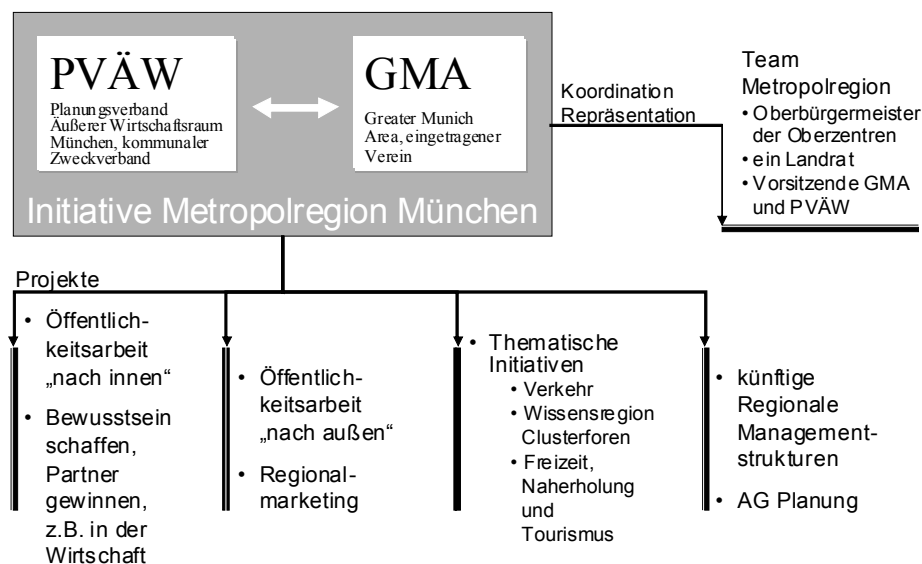 PVÄW
Planungsverband
Äußerer Wirtschaftsraum
München, kommunaler
Zweckverband
GMA
Greater Munich
Area, eingetragener
Verein
Initiative Metropolregion München
Koordination
Repräsentation
Team
Metropolregion
• Oberbürgermeister
der Oberzentren
• ein Landrat
• Vorsitzende GMA
und PVÄW
Projekte
• Öffentlich-
keitsarbeit
„nach innen“
• Bewusstsein
schaffen,
Partner
gewinnen,
z.B. in der
Wirtschaft
• Öffentlich-
keitsarbeit
„nach außen“
• Regional-
marketing
• Thematische
Initiativen
• Verkehr
• Wissensregion
Clusterforen
• Freizeit,
Naherholung
und
Tourismus
• künftige
Regionale
Management-
strukturen
• AG Planung